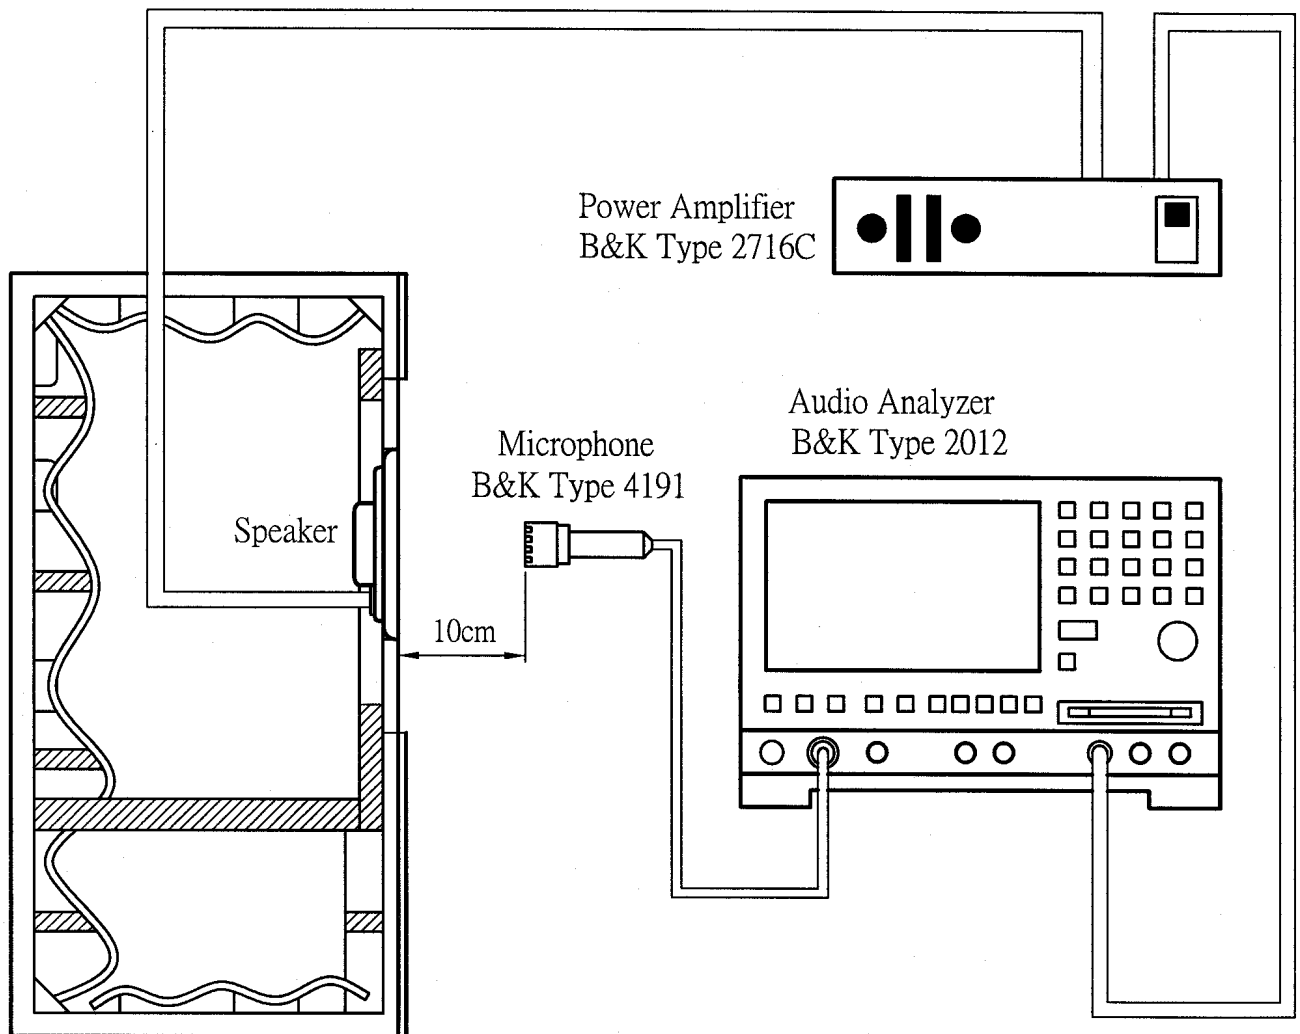 Power Amplifier
B&K Type 2716C
Audio Analyzer
B&K Type 2012
Microphone
B&K Type 4191
Speaker
10cm